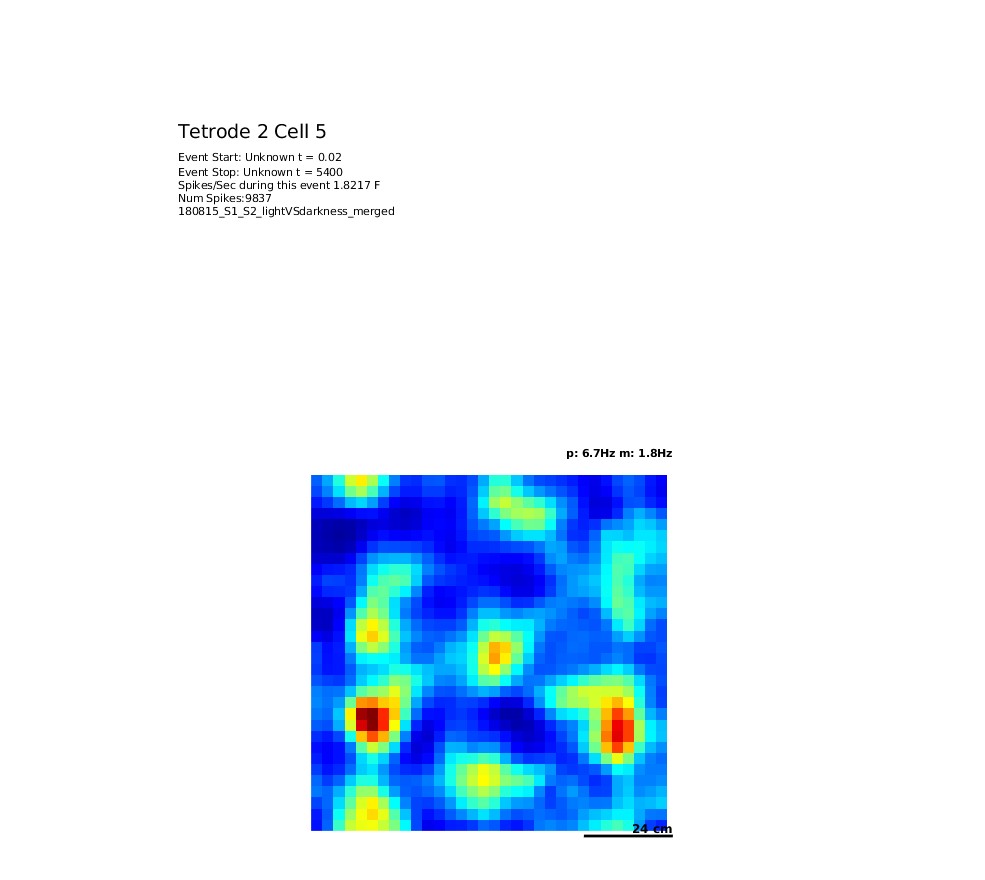 Tetrode 2 Cell 5
Event Start: Unknown t = 0.02
Event Stop: Unknown t = 5400
Spikes/Sec during this event 1.8217 F
Num Spikes:9837
180815_S1_S2_lightVSdarkness_merged
p: 6.7Hz m: 1.8Hz
24 cm